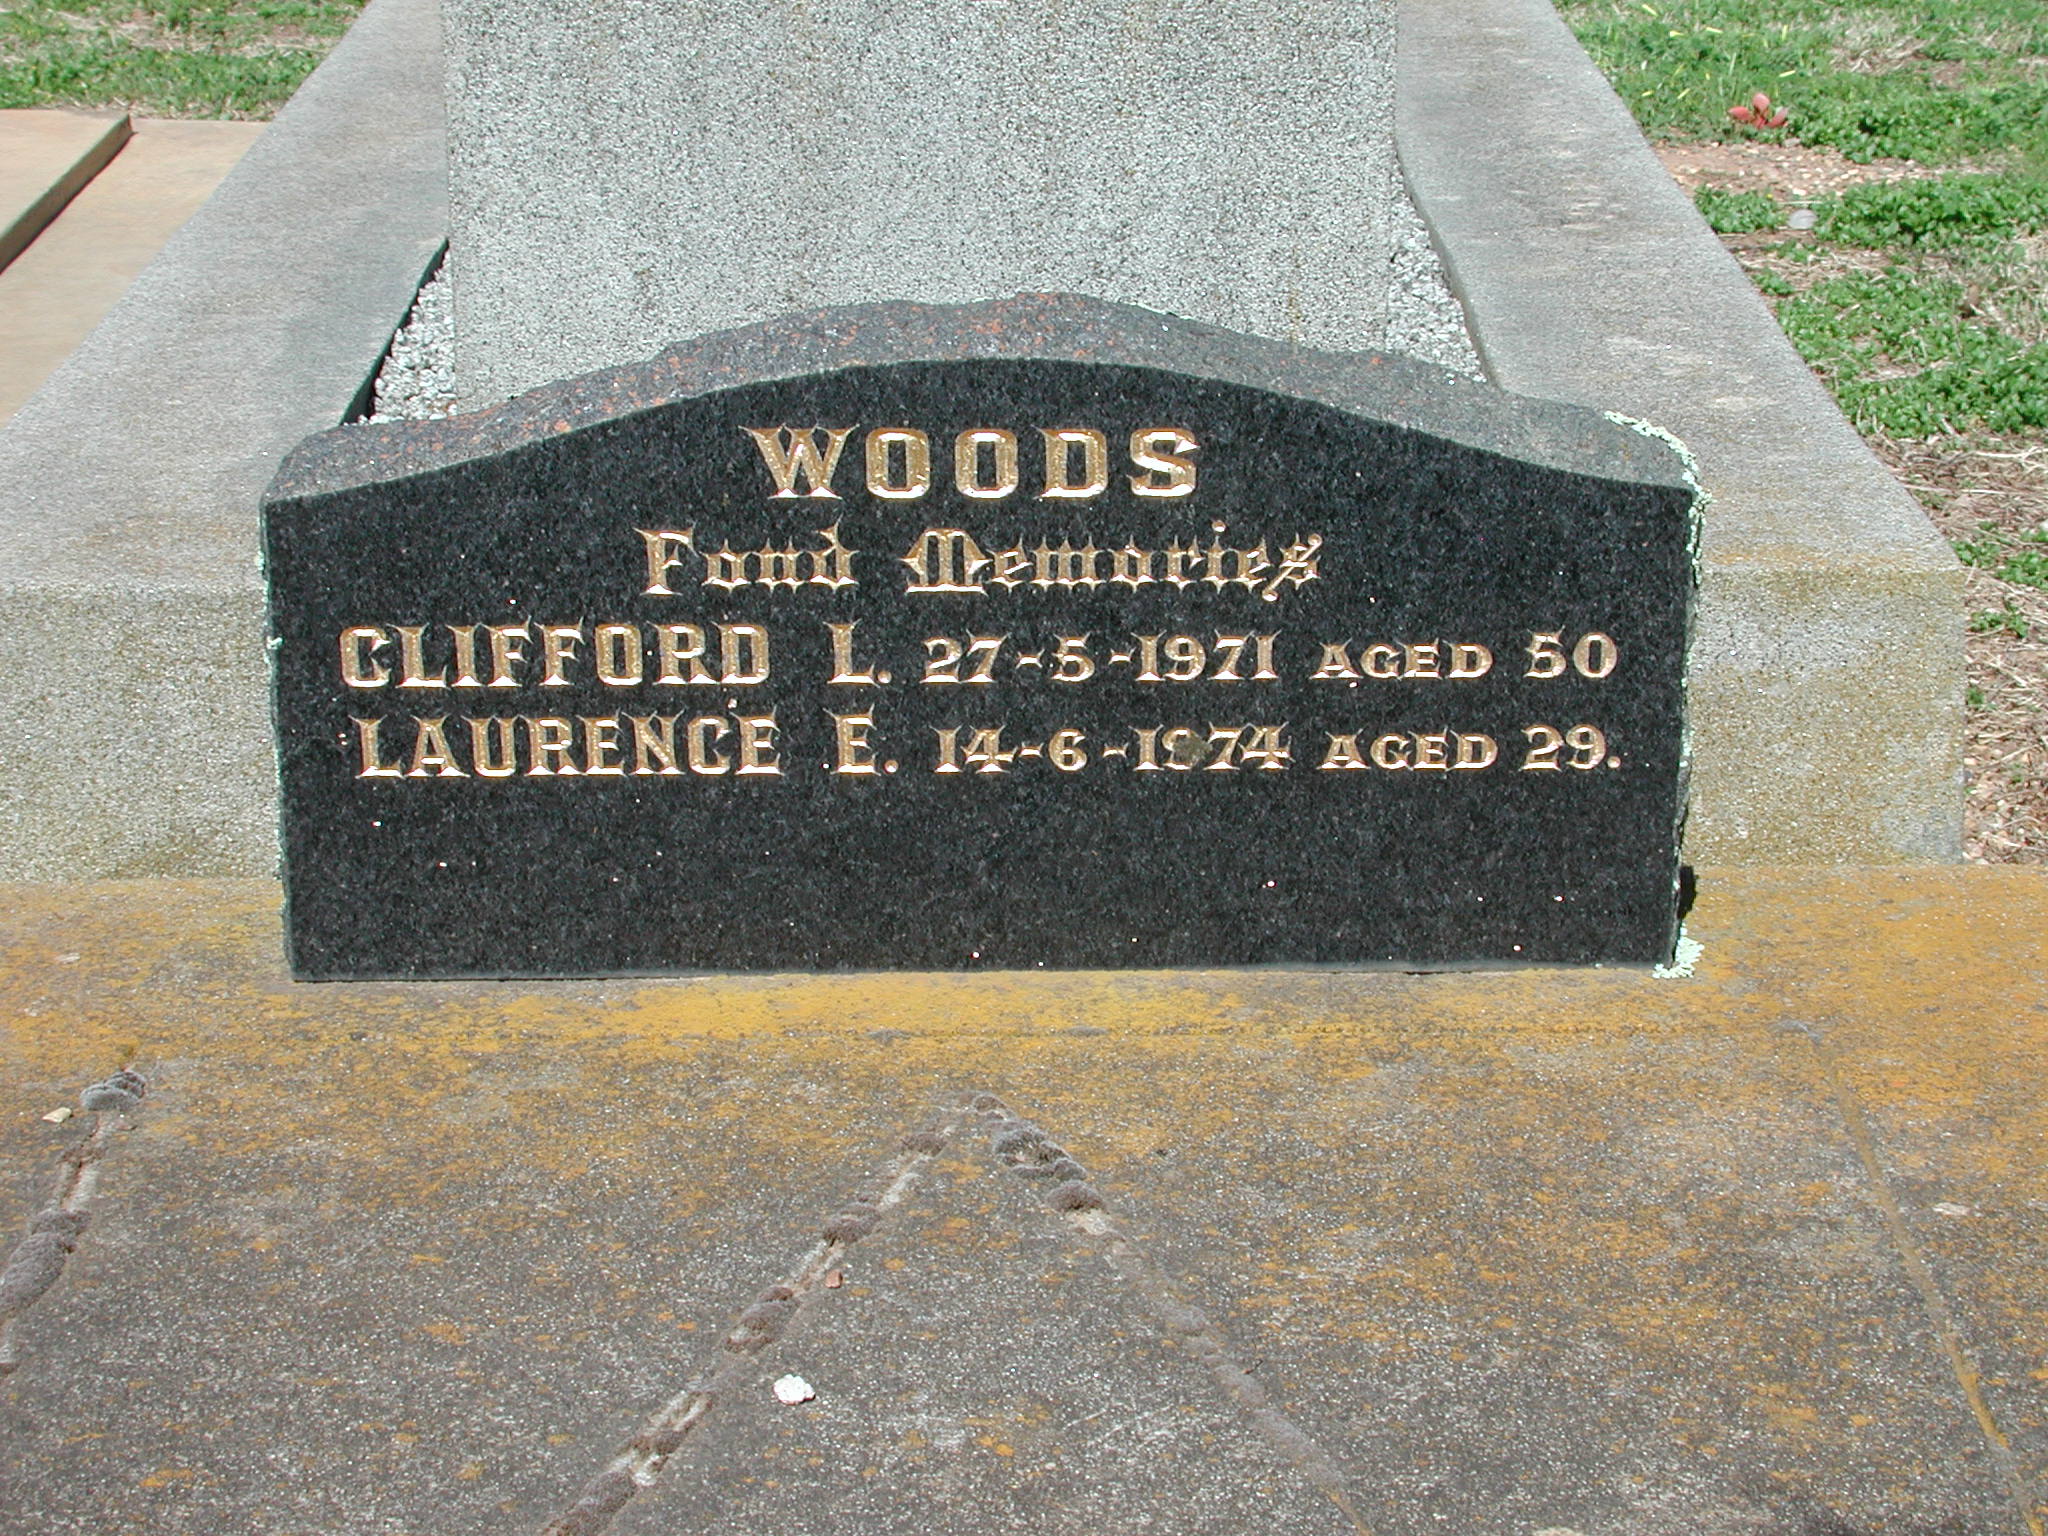 WOODS
Fond Memories
CLIFFORD L. 27-5-1971 AGED 50
LAURENCE E. 14-6-1974 AGED 29.